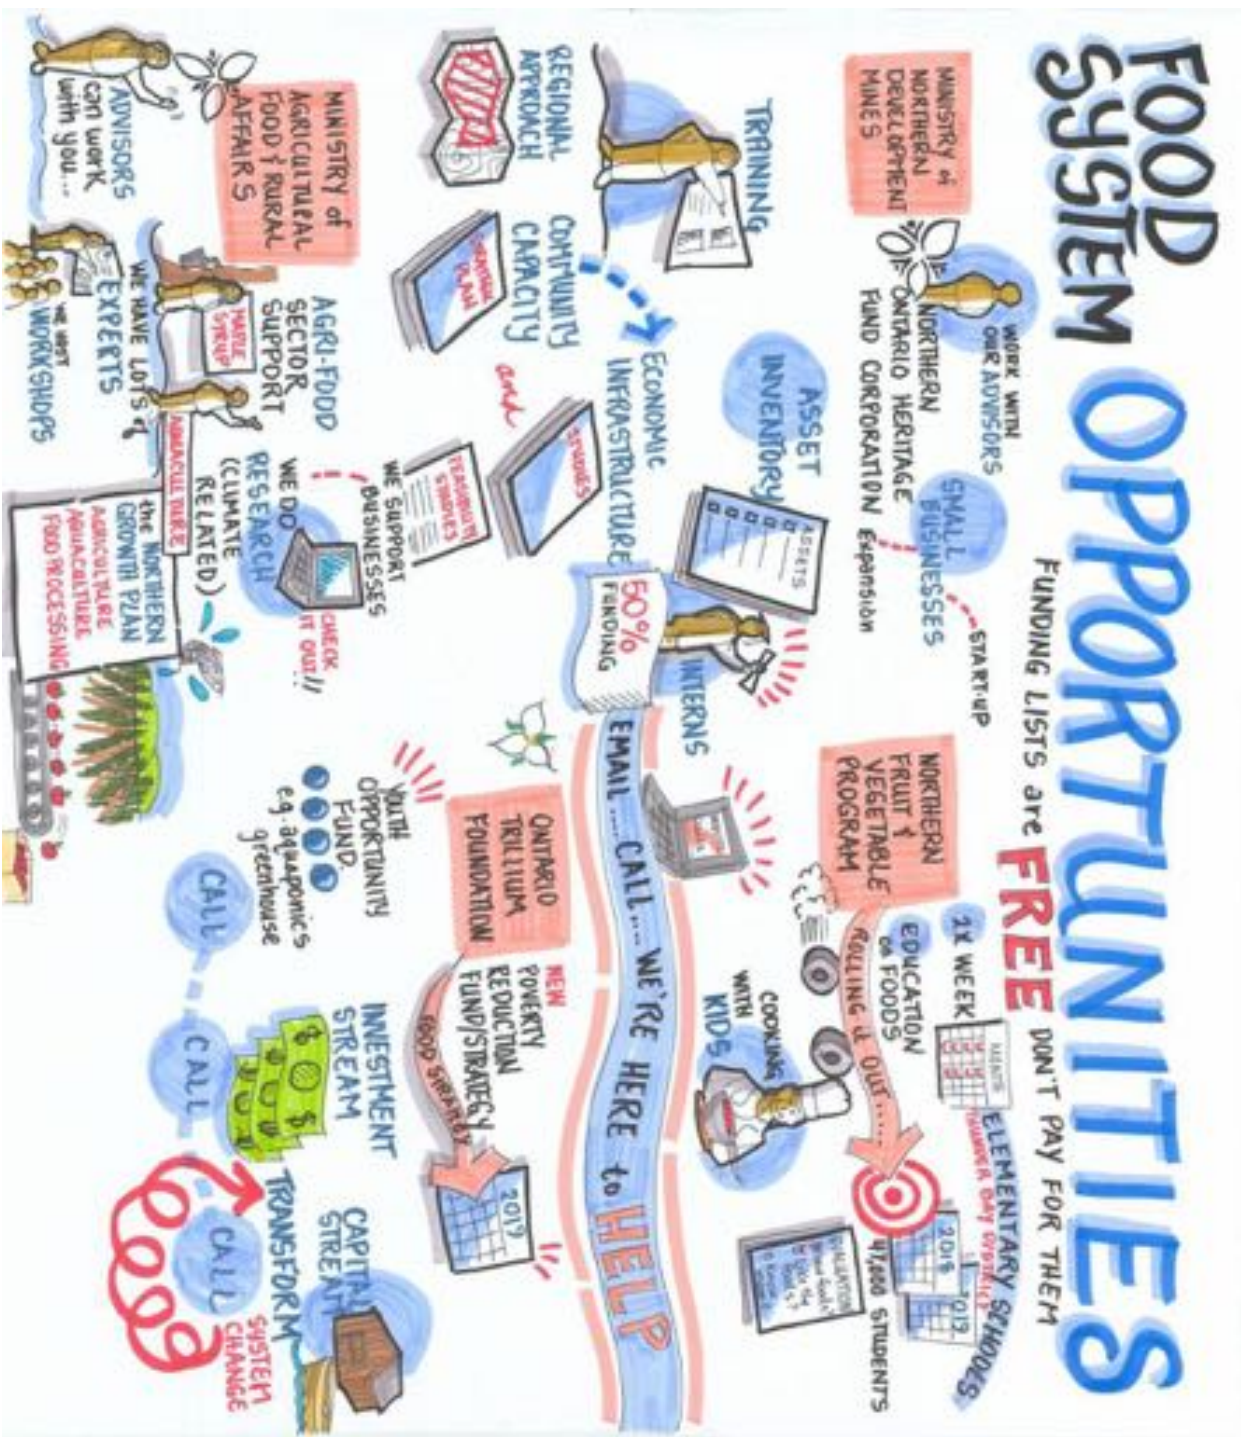 FOOD
SYSTEM
OPPORTUNITIES
FUNDING LISTS are FREE DON'T PAY FOR THEM
MINISTRY of
NORTHERN
DEVELOPMENT
MINES
WORK WITH
OUR ADVISORS
NORTHERN
ONTARIO HERITAGE
FUND CORPORATION
SMALL
BUSINESSES
START-UP
Expansion
TRAINING
ASSET
INVENTORY
ASSETS
INTERNS
REGIONAL
APPROACH
COMMUNITY
CAPACITY
PLAN
and
STUDIES
ECONOMIC
INFRASTRUCTURE
50%
FUNDING
NORTHERN
FRUIT &
VEGETABLE
PROGRAM
ROLLING it OUT....
2X WEEK
EDUCATION
on FOODS
ELEMENTARY SCHOOLS
THUNDER BAY DISTRICT
2018
2019
47,000 STUDENTS
EVALUATION
COOKING
WITH
KIDS
EMAIL.... CALL.... WE'RE HERE to HELP
MINISTRY of
AGRICULTURAL
FOOD & RURAL
AFFAIRS
ADVISORS
can work
with you...
AGRI-FOOD
SECTOR
SUPPORT
MAPLE
SYRUP
AQUACULTURE
WE HAVE LOTS of
EXPERTS
WE HOST
WORKSHOPS
FEASIBILITY
STUDIES
WE SUPPORT
BUSINESSES
WE DO
RESEARCH
(CLIMATE
RELATED)
CHECK
IT OUT!!
the NORTHERN
GROWTH PLAN
AGRICULTURE
AQUACULTURE
FOOD PROCESSING
ONTARIO
TRILLIUM
FOUNDATION
NEW
POVERTY
REDUCTION
FUND/STRATEGY
FOOD STRATEGY
2019
YOUTH
OPPORTUNITY
FUND
e.g. aquaponics
greenhouse
INVESTMENT
STREAM
CAPITAL
STREAM
CALL
CALL
CALL
TRANSFORM
SYSTEM
CHANGE